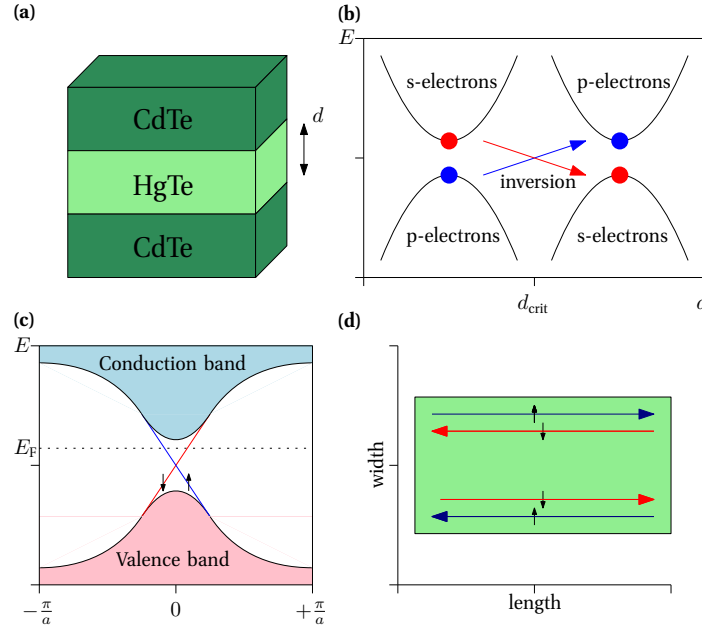 (a)
CdTe
HgTe
CdTe
d
(b)
E
s-electrons
p-electrons
inversion
p-electrons
s-electrons
d_crit
(c)
E
Conduction band
E_F
Valence band
−π/a
0
+π/a
(d)
width
length